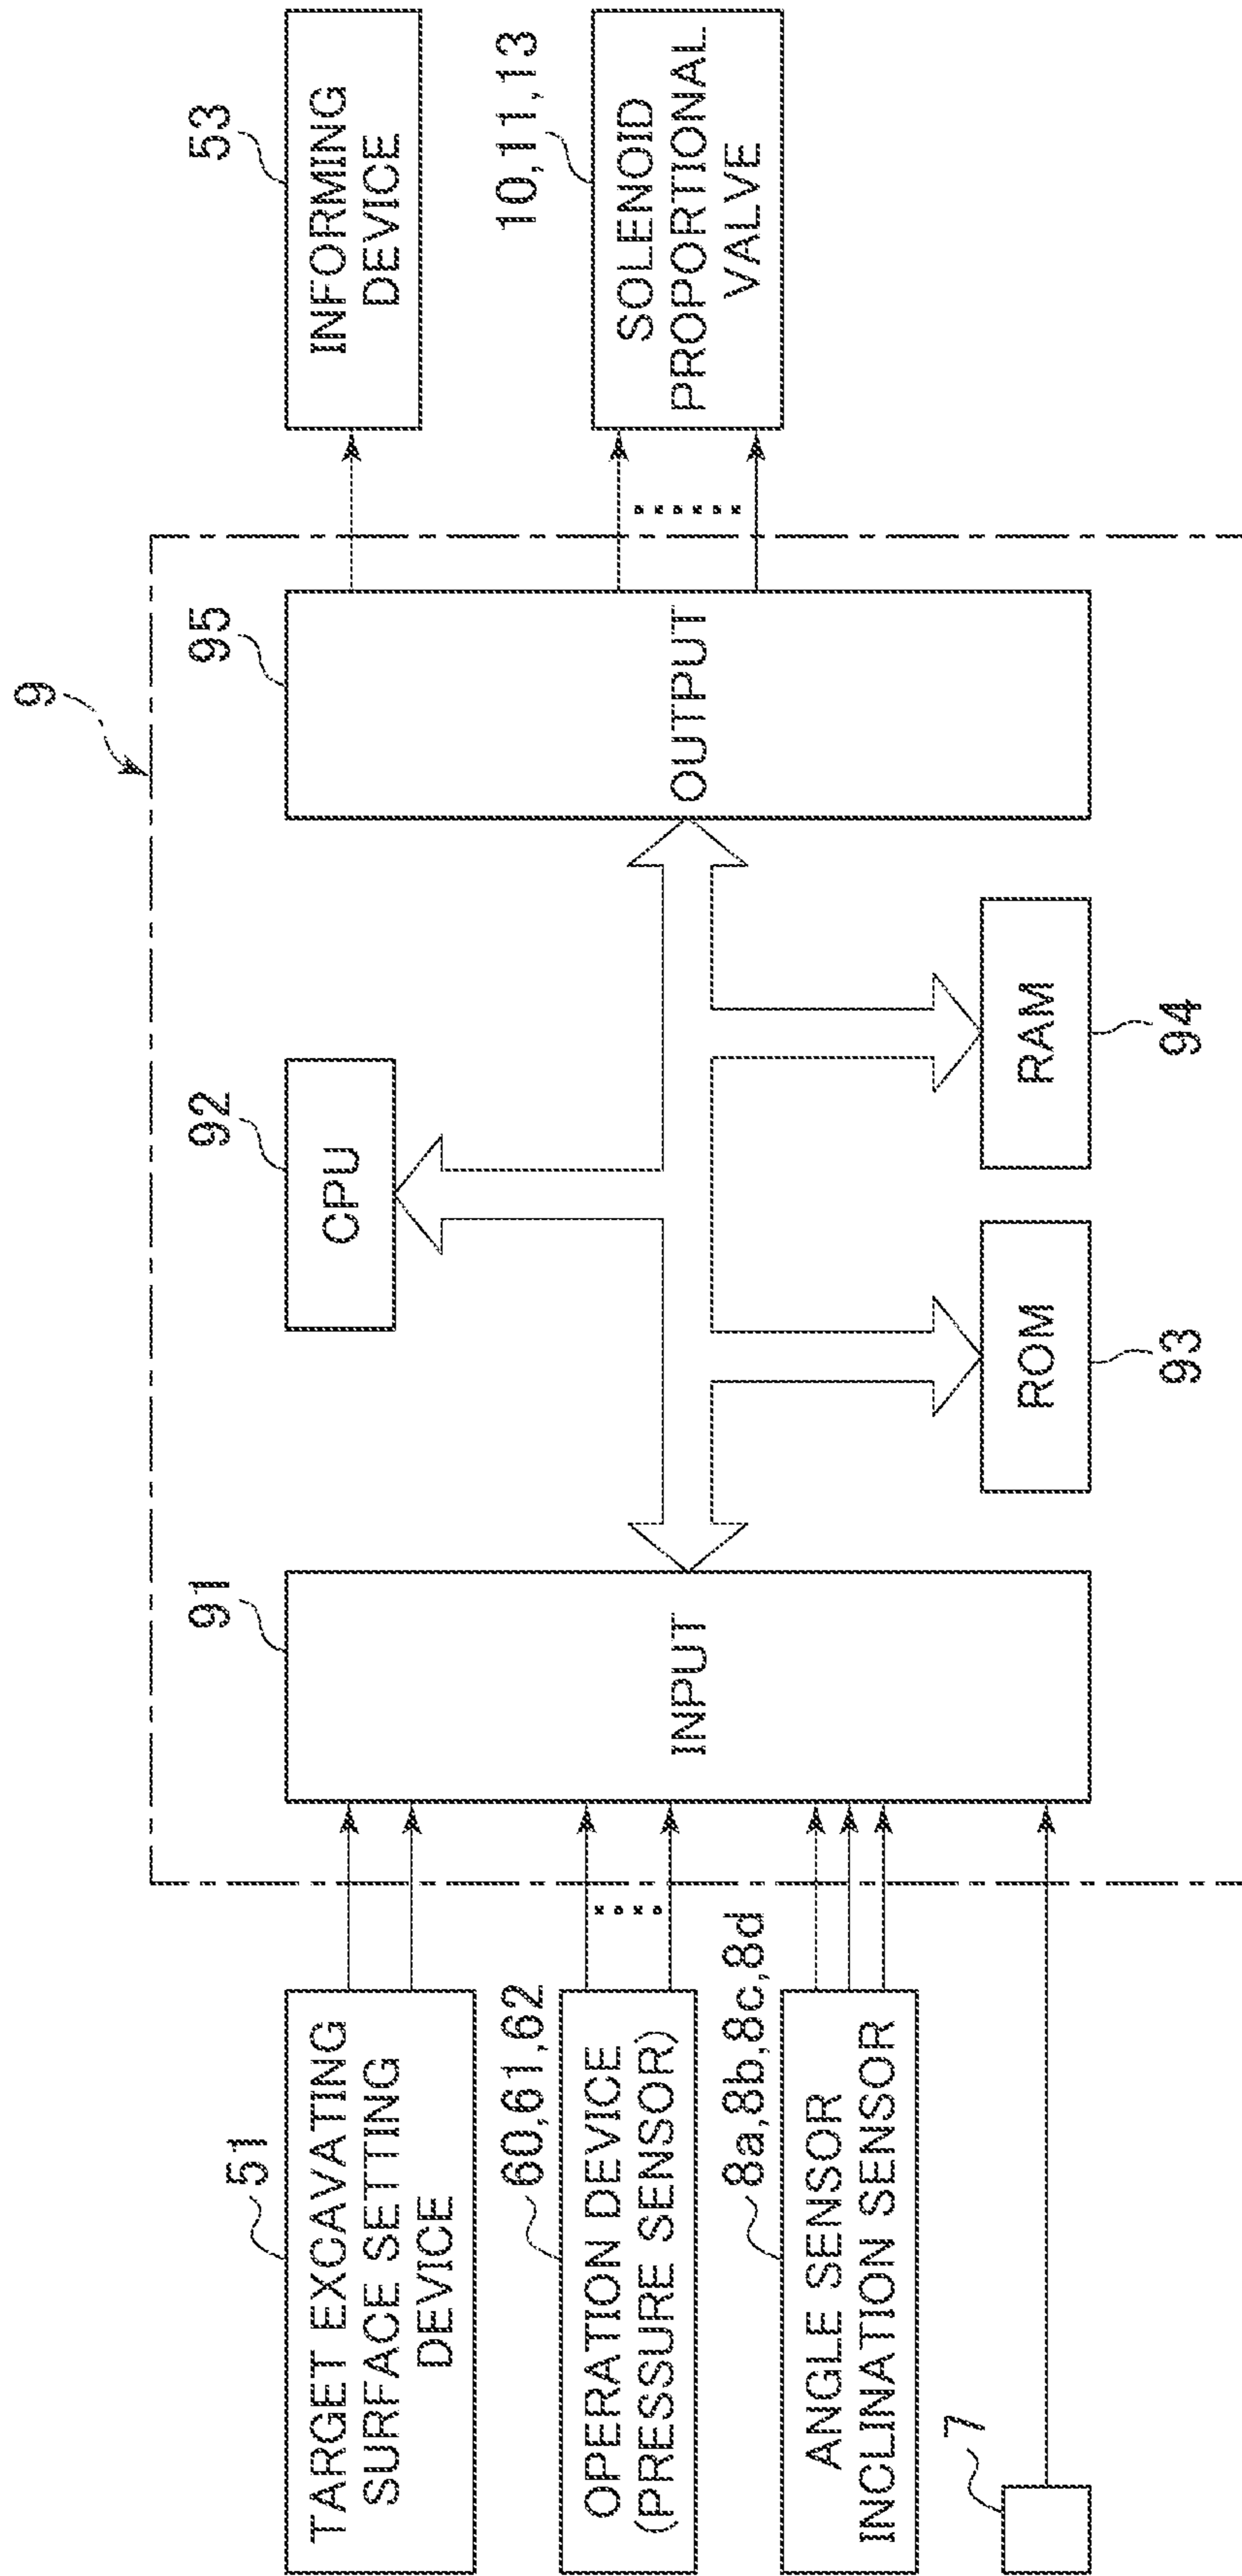 9
51
TARGET EXCAVATING
SURFACE SETTING
DEVICE
60,61,62
OPERATION DEVICE
(PRESSURE SENSOR)
8a,8b,8c,8d
ANGLE SENSOR
INCLINATION SENSOR
7
91
INPUT
92
CPU
ROM
93
RAM
94
95
OUTPUT
53
INFORMING
DEVICE
10,11,13
SOLENOID
PROPORTIONAL
VALVE